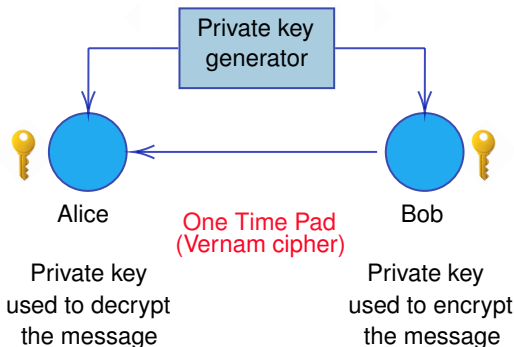 Private key
generator
Alice
Bob
One Time Pad
(Vernam cipher)
Private key
used to decrypt
the message
Private key
used to encrypt
the message